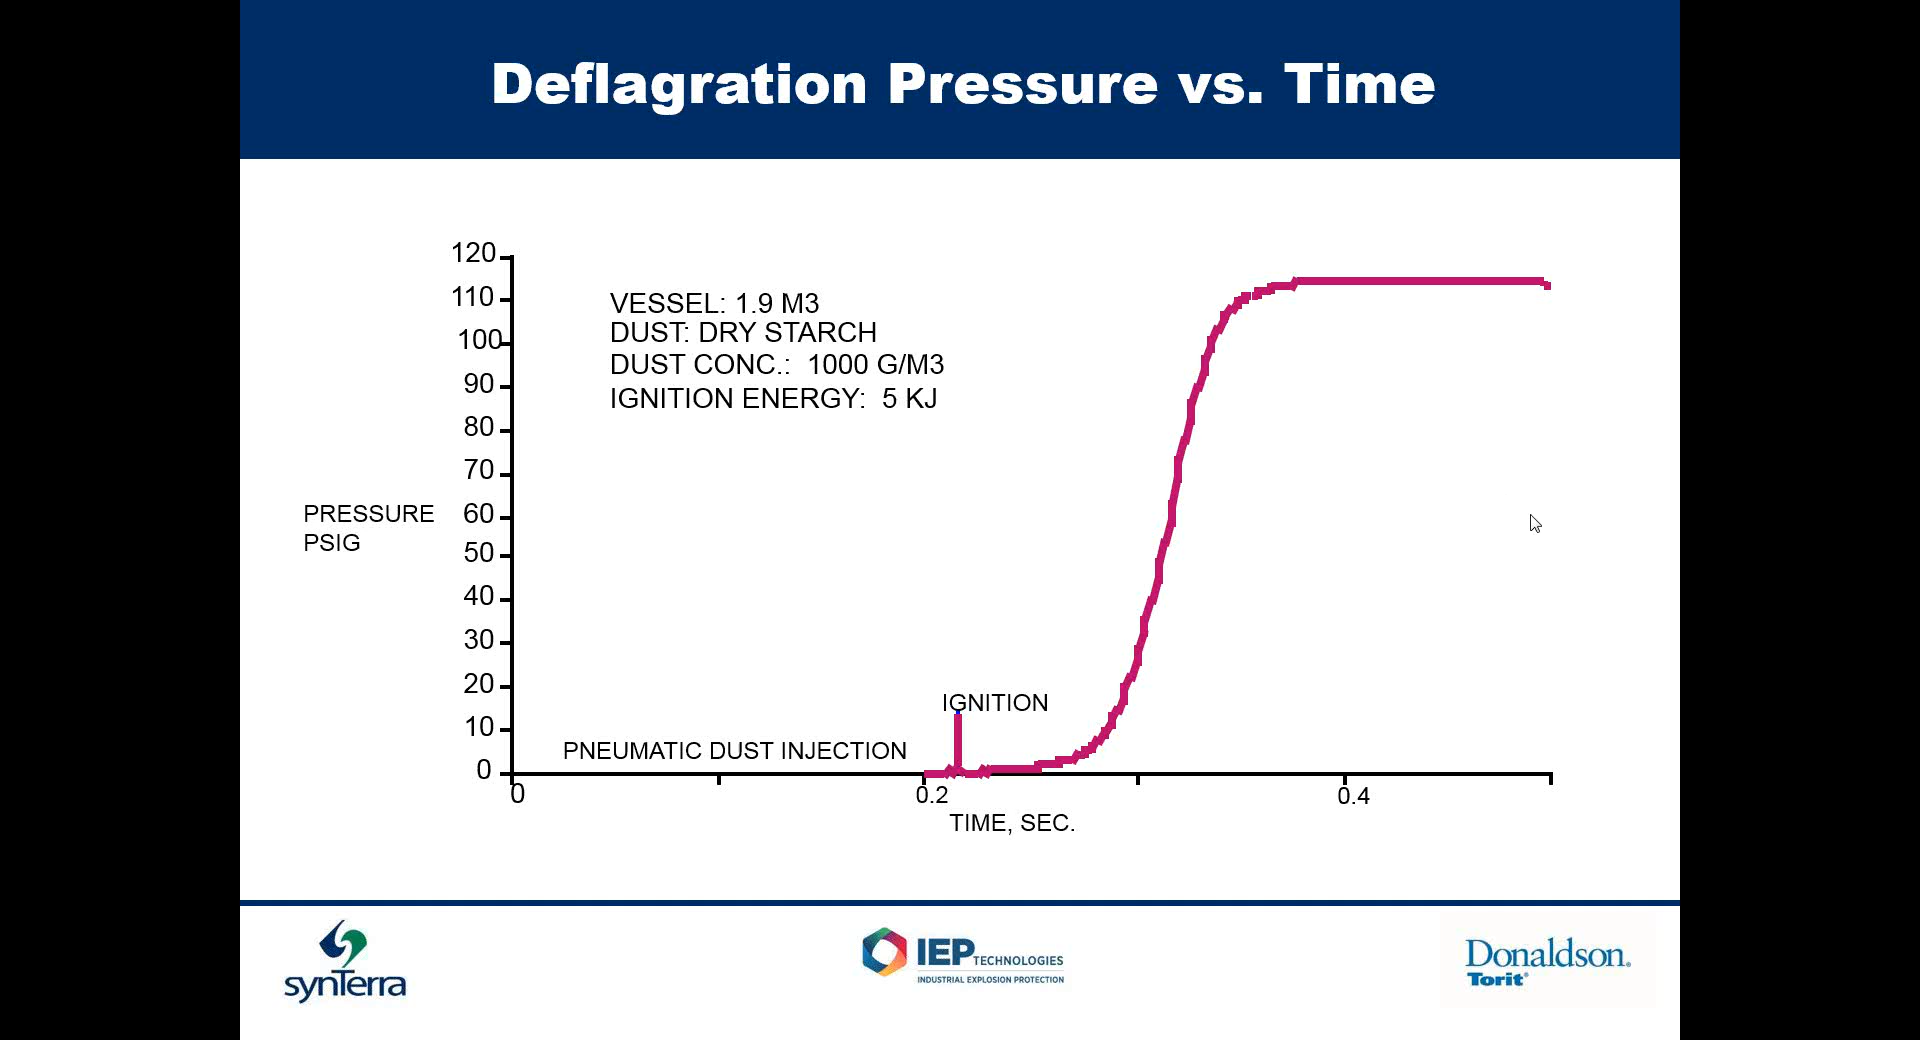 Deflagration Pressure vs. Time
120
110
100
90
80
70
60
50
40
30
20
10
0
PRESSURE
PSIG
VESSEL: 1.9 M3
DUST: DRY STARCH
DUST CONC.: 1000 G/M3
IGNITION ENERGY: 5 KJ
IGNITION
PNEUMATIC DUST INJECTION
0
0.2
0.4
TIME, SEC.
synTerra
IEP TECHNOLOGIES
INDUSTRIAL EXPLOSION PROTECTION
Donaldson®
Torit®